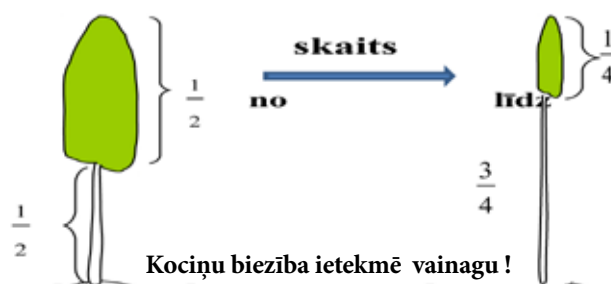 skaits
no līdz
1/2
1/4
1/2
3/4
Kociņu biezība ietekmē vainagu !